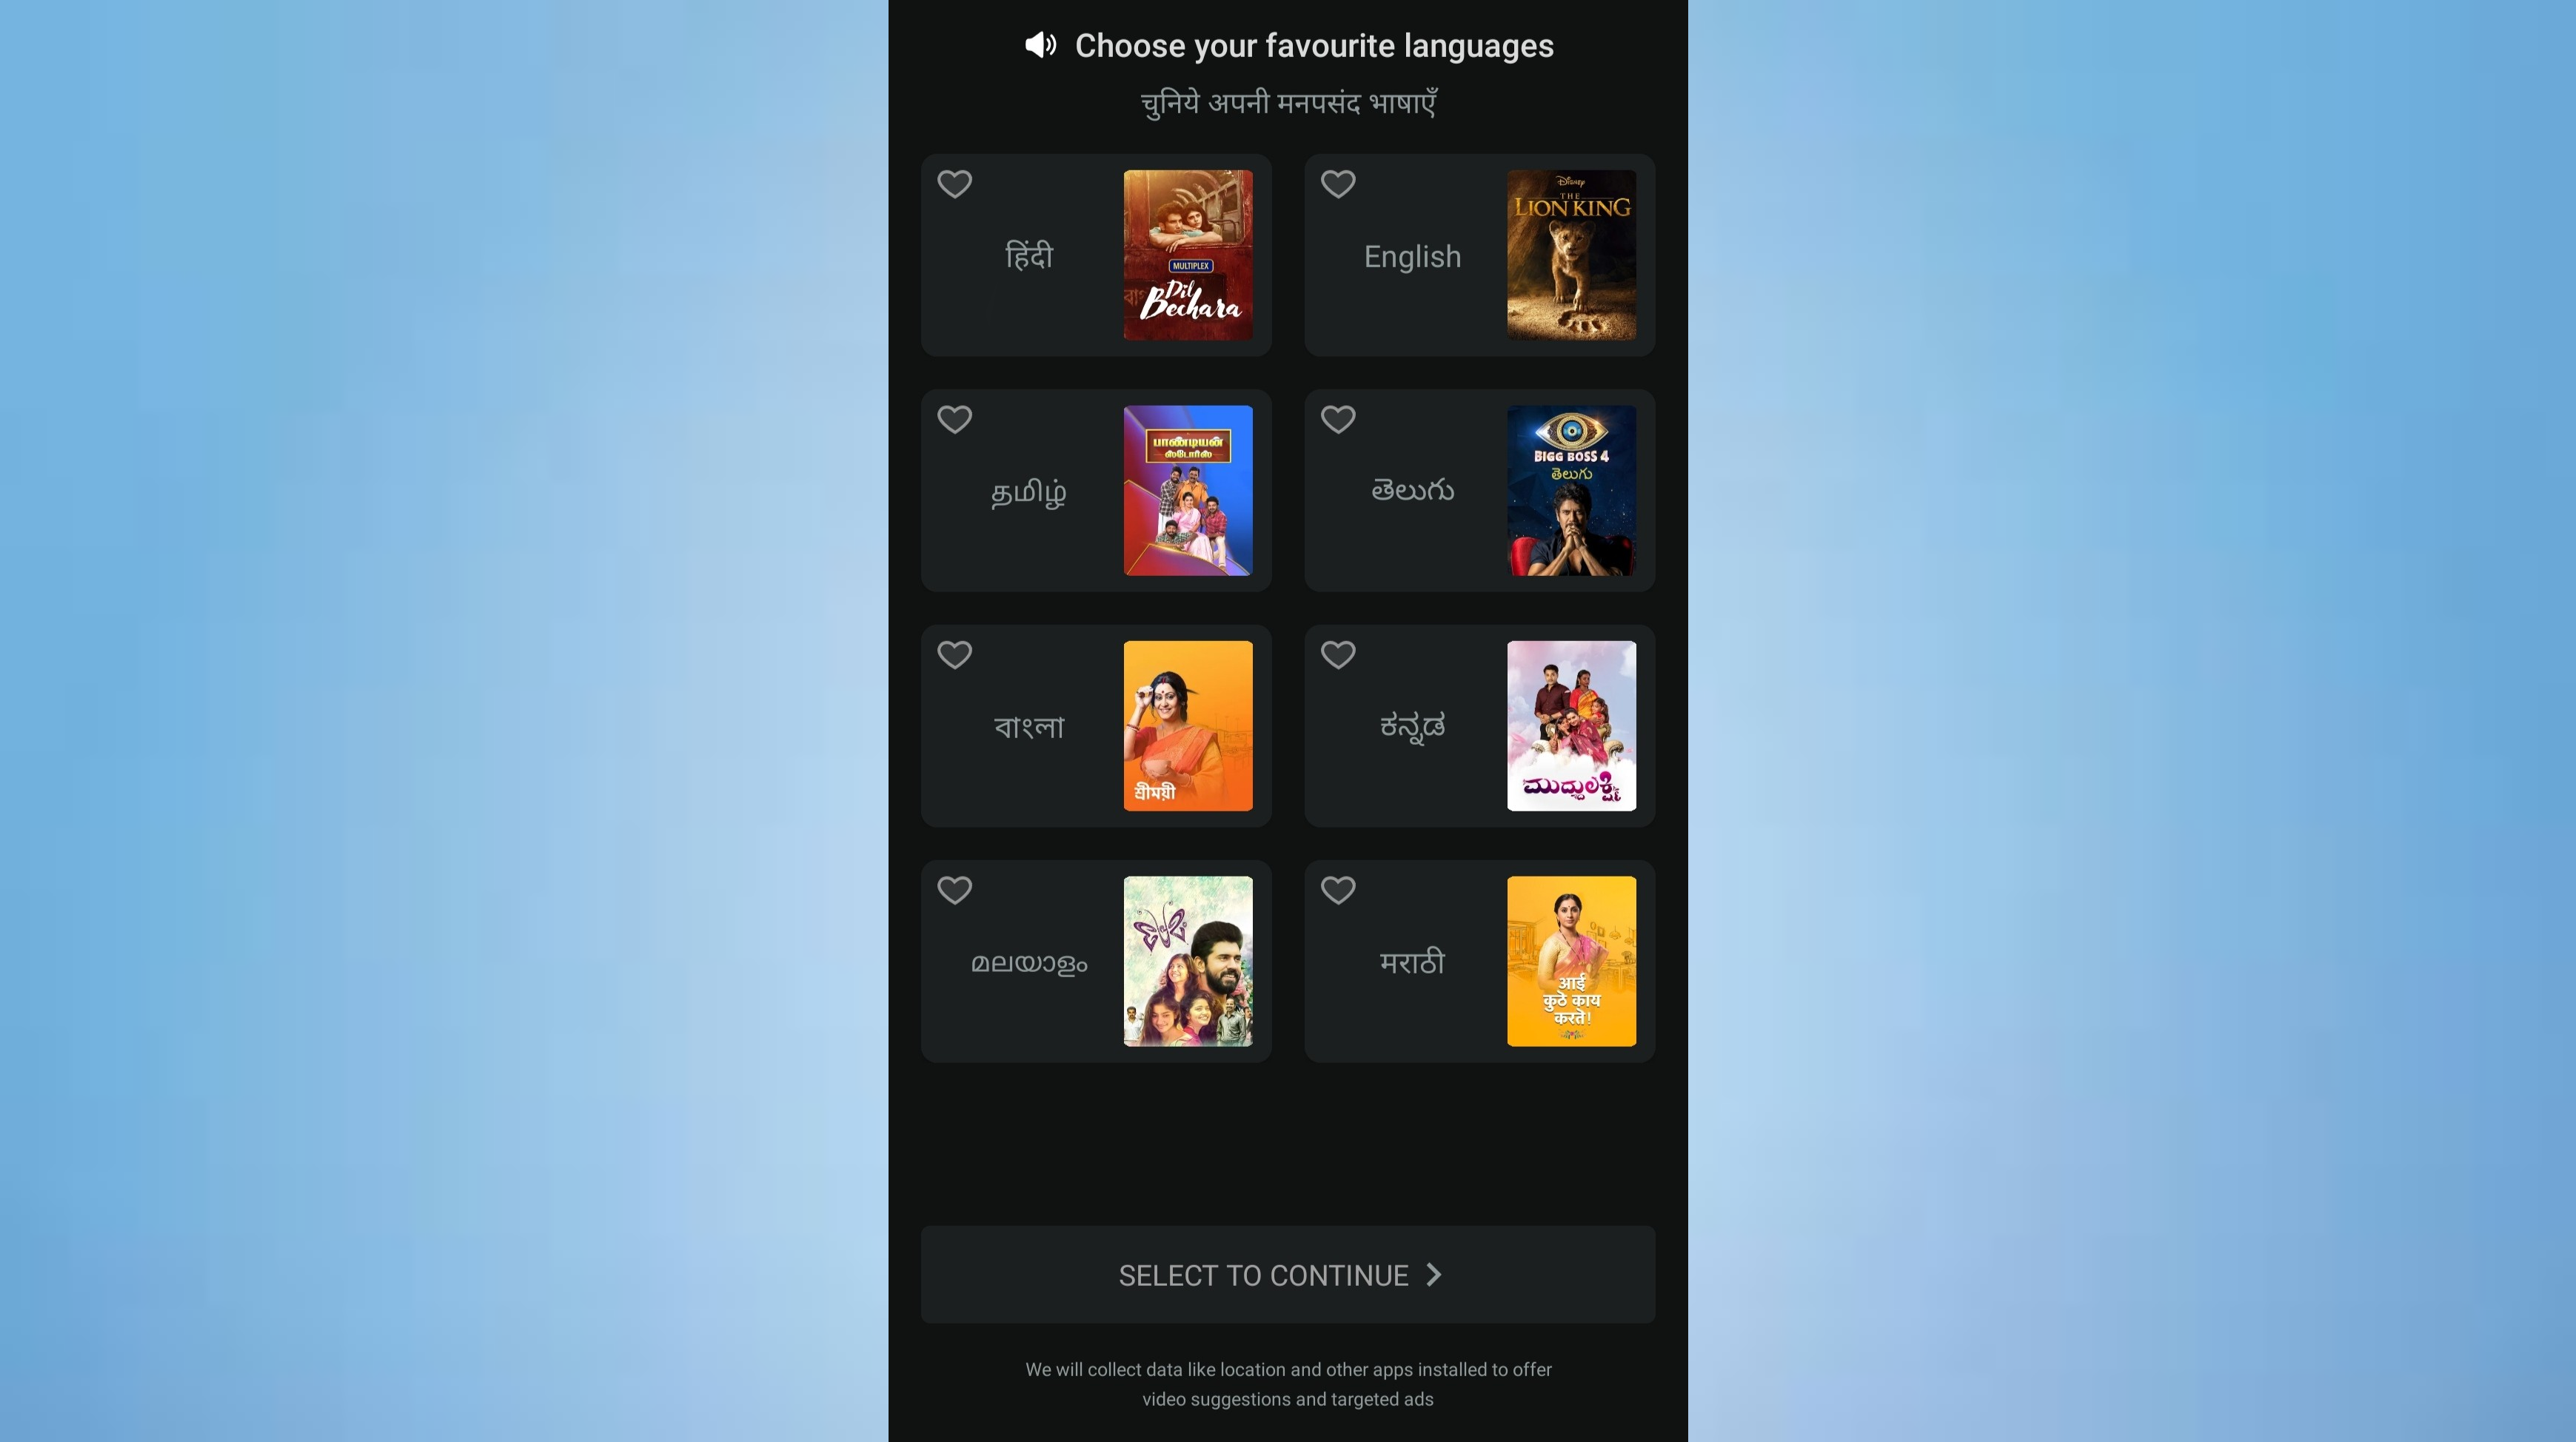 Choose your favourite languages
चुनिये अपनी मनपसंद भाषाएँ
हिंदी
MULTIPLEX
Dil
Bechara
English
Disney
THE
LION KING
தமிழ்
பாண்டியன்
ஸ்டோர்ஸ்
తెలుగు
BIGG BOSS 4
తెలుగు
বাংলা
শ্রীময়ী
ಕನ್ನಡ
ಮುದ್ದುಲಕ್ಷ್ಮಿ
മലയാളം
मराठी
आई
कुठे काय
करते!
SELECT TO CONTINUE
We will collect data like location and other apps installed to offer
video suggestions and targeted ads